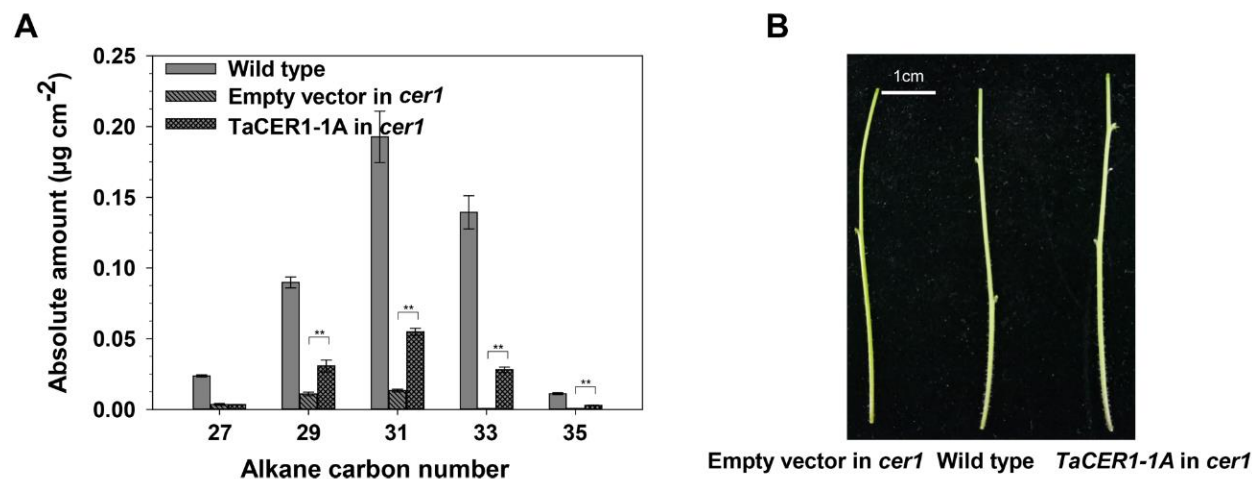 A
B
0.25
0.20
0.15
0.10
0.05
0.00
Absolute amount (µg cm-2)
Wild type
Empty vector in cer1
TaCER1-1A in cer1
**
**
**
**
27 29 31 33 35
Alkane carbon number
1cm
Empty vector in cer1 Wild type TaCER1-1A in cer1